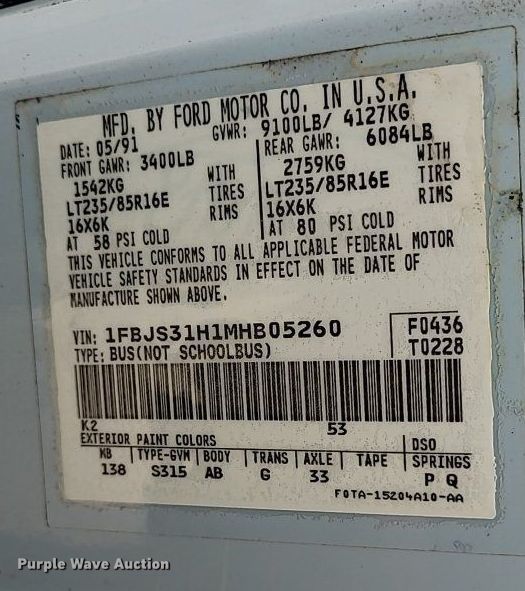 MFD. BY FORD MOTOR CO. IN U.S.A.
DATE: 05/91 GVWR: 9100LB/ 4127KG
FRONT GAWR: 3400LB REAR GAWR: 6084LB
1542KG WITH 2759KG WITH
LT235/85R16E TIRES LT235/85R16E TIRES
16X6K RIMS 16X6K RIMS
AT 58 PSI COLD AT 80 PSI COLD
THIS VEHICLE CONFORMS TO ALL APPLICABLE FEDERAL MOTOR
VEHICLE SAFETY STANDARDS IN EFFECT ON THE DATE OF
MANUFACTURE SHOWN ABOVE.
VIN: 1FBJS31H1MHB05260 F0436
TYPE: BUS(NOT SCHOOLBUS) T0228
K2 53
EXTERIOR PAINT COLORS DSO
WB TYPE-GVM BODY TRANS AXLE TAPE SPRINGS
138 S315 AB G 33 P Q
F0TA-15204A10-AA
Purple Wave Auction